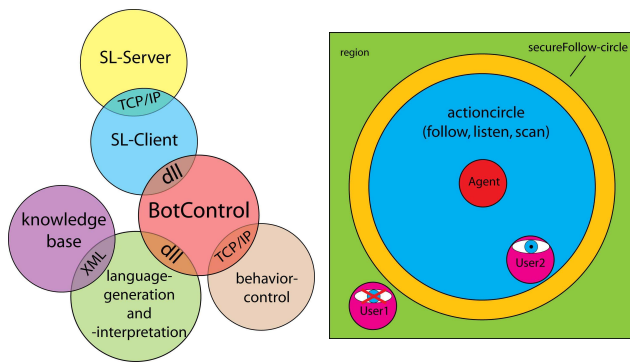 SL-Server
TCP/IP
SL-Client
dll
BotControl
knowledge
base
XML
dll
TCP/IP
language-
generation
and
-interpretation
behavior-
control
region
secureFollow-circle
actioncircle
(follow, listen, scan)
Agent
User2
User1